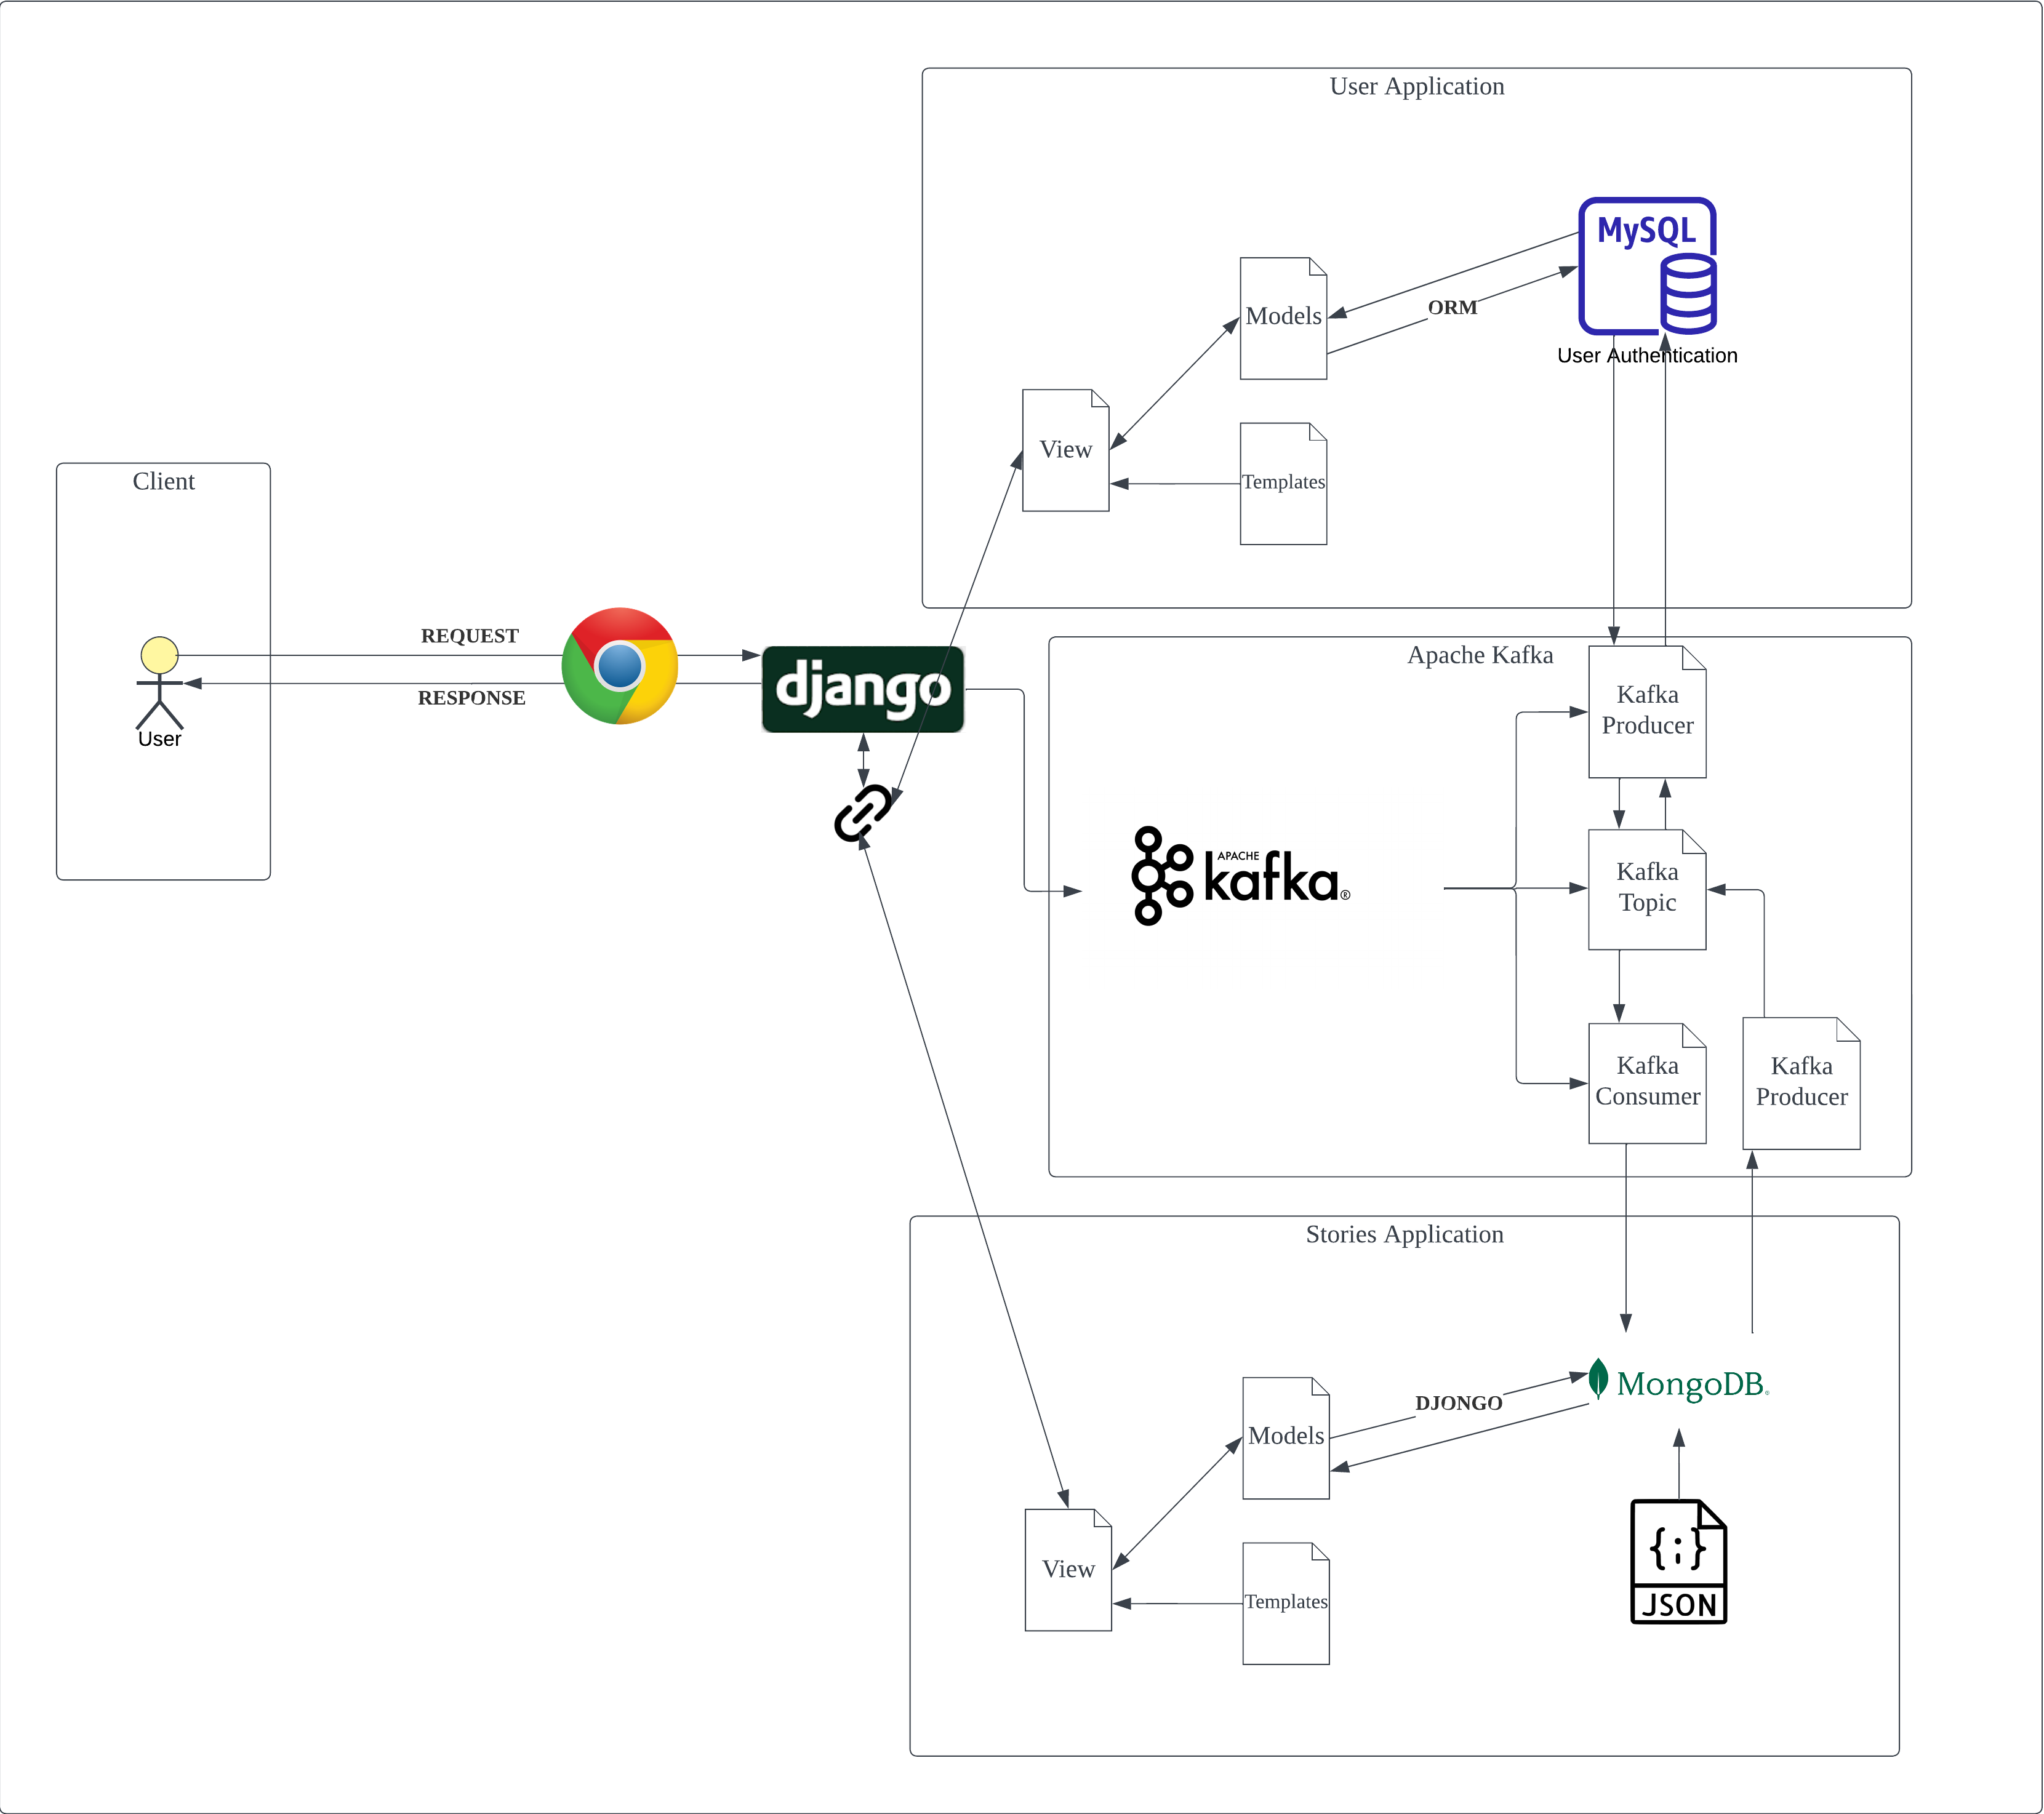 User Application
MySQL
User Authentication
Models
ORM
View
Templates
Client
REQUEST
RESPONSE
User
django
Apache Kafka
Kafka
Producer
APACHE
kafka®
Kafka
Topic
Kafka
Consumer
Kafka
Producer
Stories Application
MongoDB®
DJONGO
Models
View
Templates
{;}
JSON